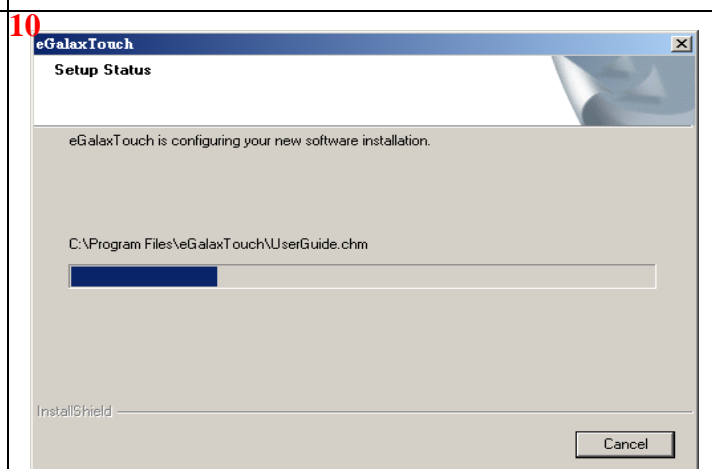 10
eGalaxTouch
Setup Status
eGalaxTouch is configuring your new software installation.
C:\Program Files\eGalaxTouch\UserGuide.chm
InstallShield
Cancel